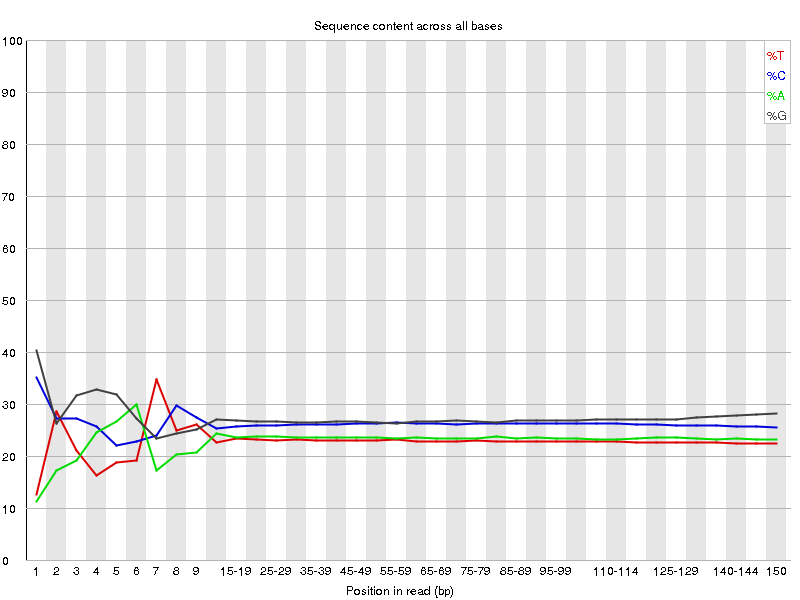 Sequence content across all bases
%T
%C
%A
%G
100
90
80
70
60
50
40
30
20
10
0
1 2 3 4 5 6 7 8 9 15-19 25-29 35-39 45-49 55-59 65-69 75-79 85-89 95-99 110-114 125-129 140-144 150
Position in read (bp)